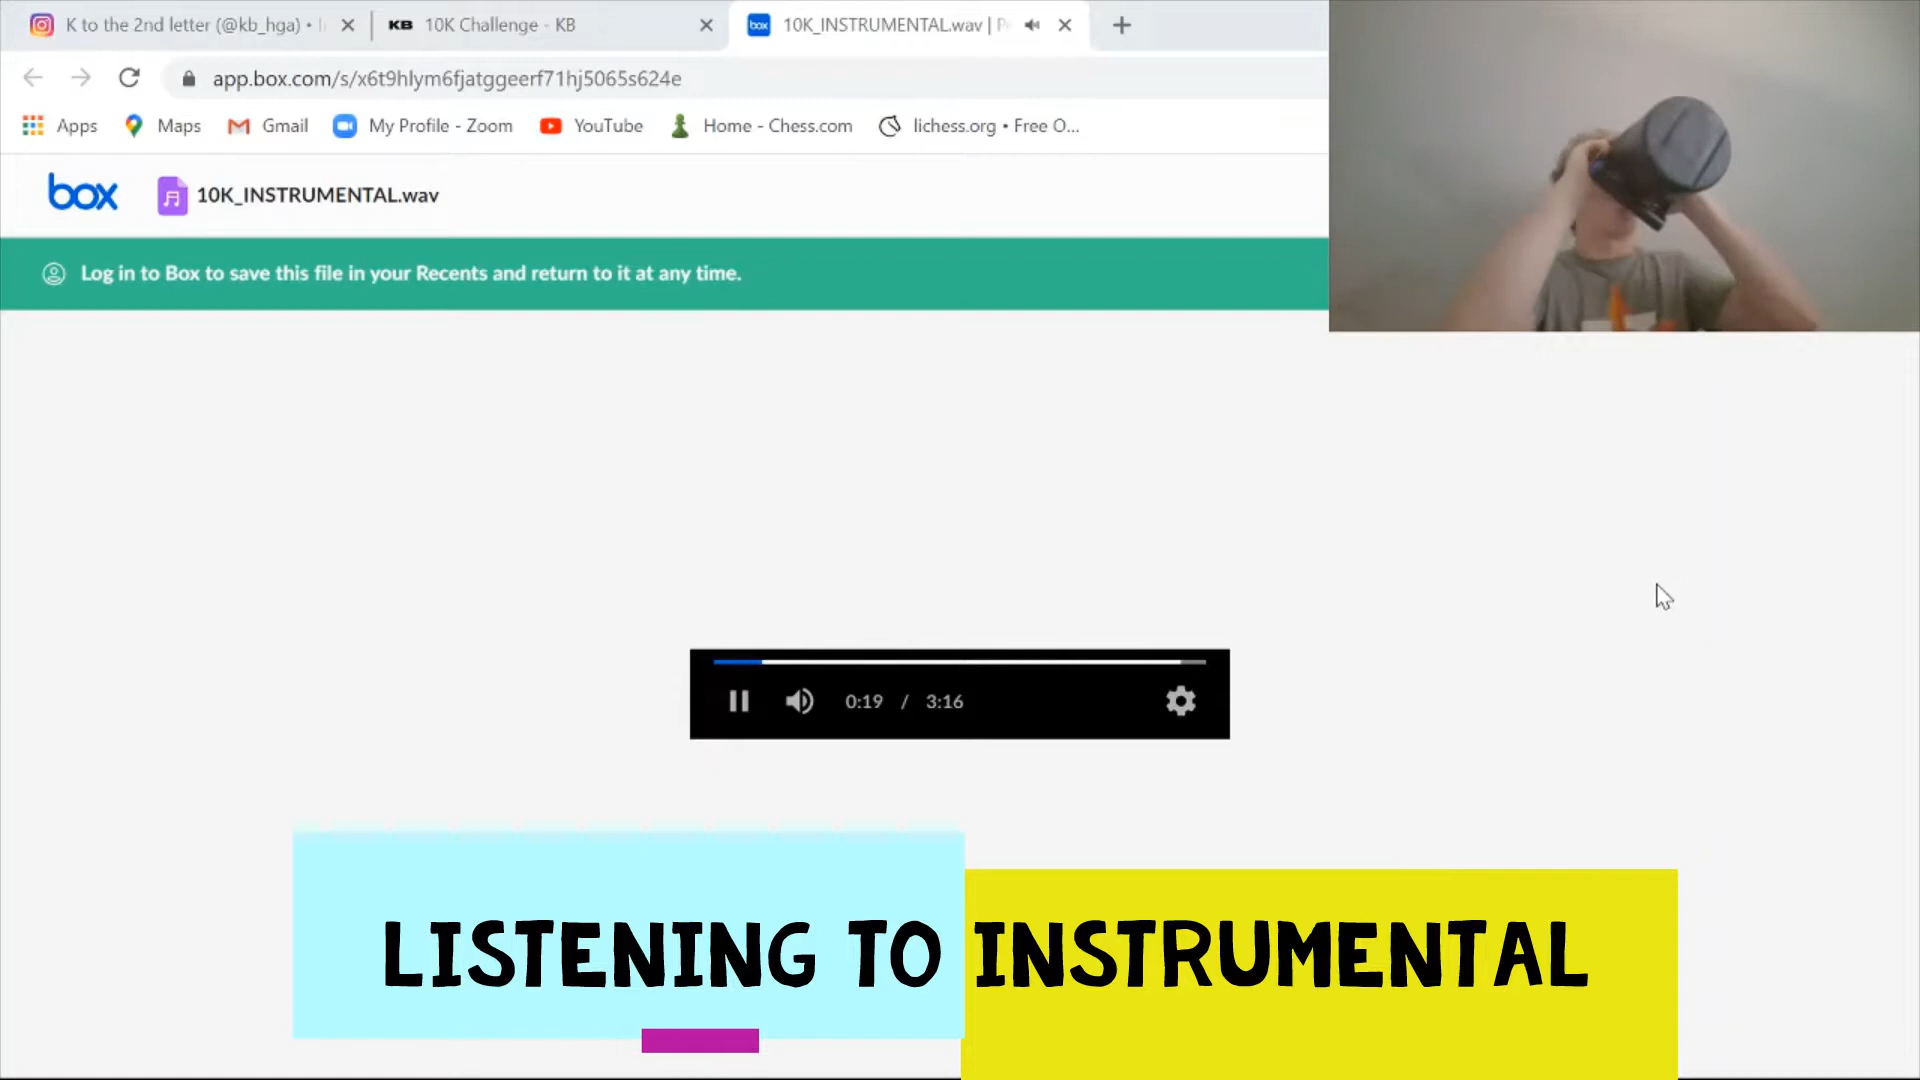 K to the 2nd letter (@kb_hga) •
KB 10K Challenge - KB
box 10K_INSTRUMENTAL.wav |
app.box.com/s/x6t9hlym6fjatggeerf71hj5065s624e
Apps Maps Gmail My Profile - Zoom YouTube Home - Chess.com lichess.org • Free O...
box 10K_INSTRUMENTAL.wav
Log in to Box to save this file in your Recents and return to it at any time.
0:19 / 3:16
LISTENING TO INSTRUMENTAL